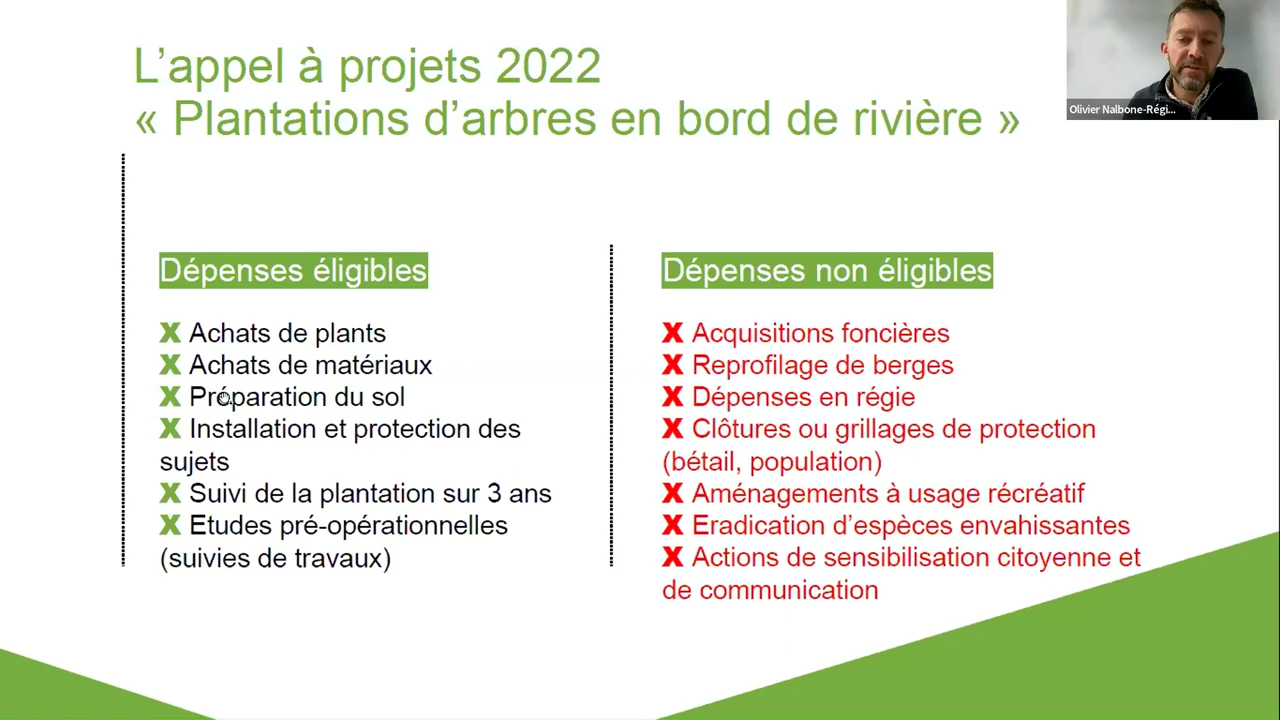 L'appel à projets 2022
« Plantations d'arbres en bord de rivière »
Olivier Nalbone-Régi...
Dépenses éligibles
X Achats de plants
X Achats de matériaux
X Préparation du sol
X Installation et protection des
sujets
X Suivi de la plantation sur 3 ans
X Etudes pré-opérationnelles
(suivies de travaux)
Dépenses non éligibles
X Acquisitions foncières
X Reprofilage de berges
X Dépenses en régie
X Clôtures ou grillages de protection
(bétail, population)
X Aménagements à usage récréatif
X Eradication d'espèces envahissantes
X Actions de sensibilisation citoyenne et
de communication